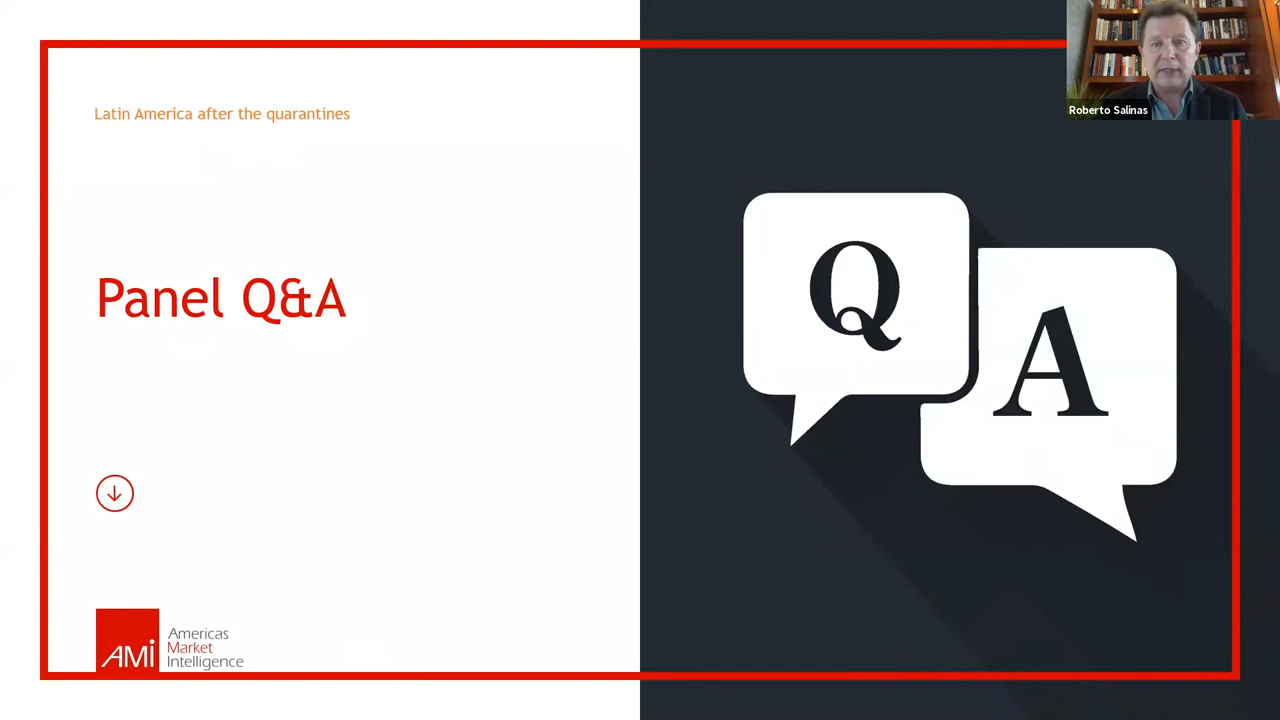 Latin America after the quarantines
Roberto Salinas
Panel Q&A
Q
A
AMi
Americas
Market
Intelligence